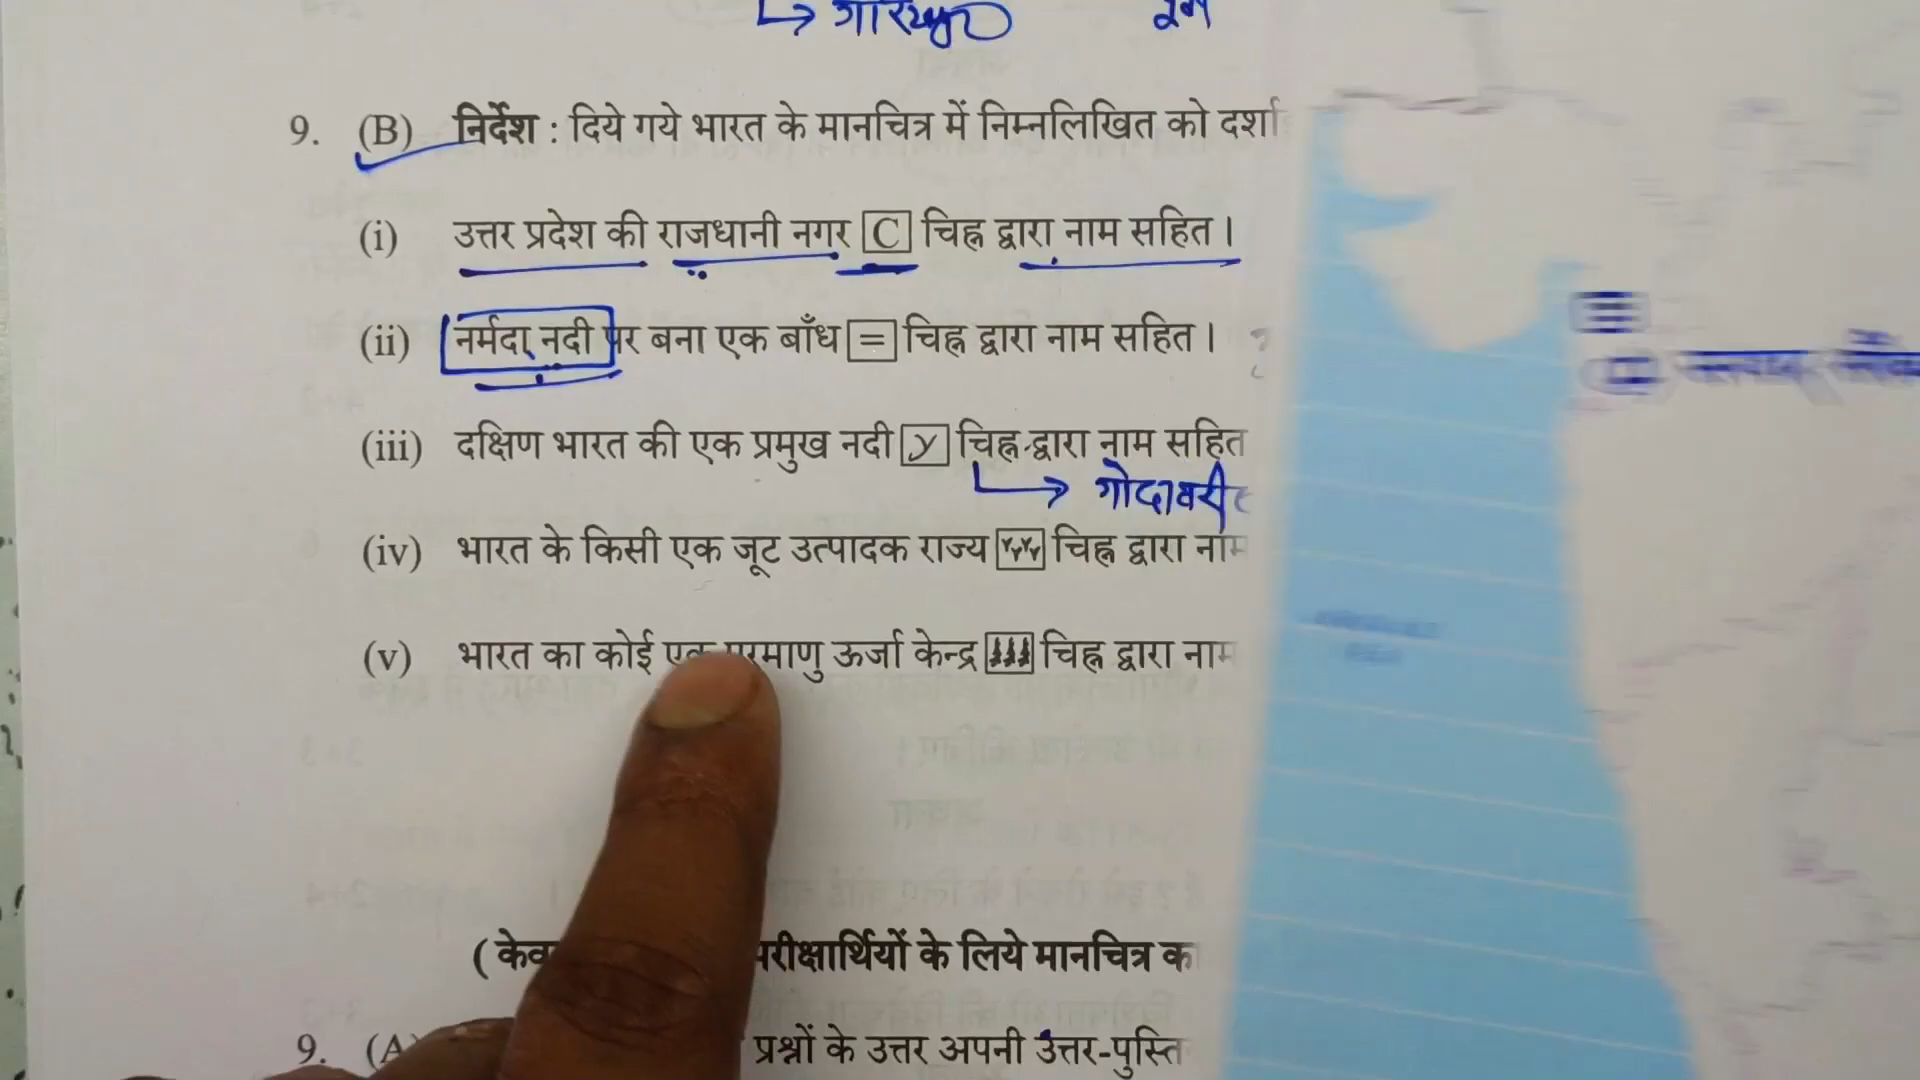 9. (B) निर्देश : दिये गये भारत के मानचित्र में निम्नलिखित को दर्शा
(i) उत्तर प्रदेश की राजधानी नगर C चिह्न द्वारा नाम सहित।
(ii) नर्मदा नदी पर बना एक बाँध = चिह्न द्वारा नाम सहित।
(iii) दक्षिण भारत की एक प्रमुख नदी y चिह्न द्वारा नाम सहित
गोदावरी
(iv) भारत के किसी एक जूट उत्पादक राज्य चिह्न द्वारा नाम
(v) भारत का कोई एक परमाणु ऊर्जा केन्द्र चिह्न द्वारा नाम
(केव परीक्षार्थियों के लिये मानचित्र का
9. (A) प्रश्नों के उत्तर अपनी उत्तर-पुस्ति